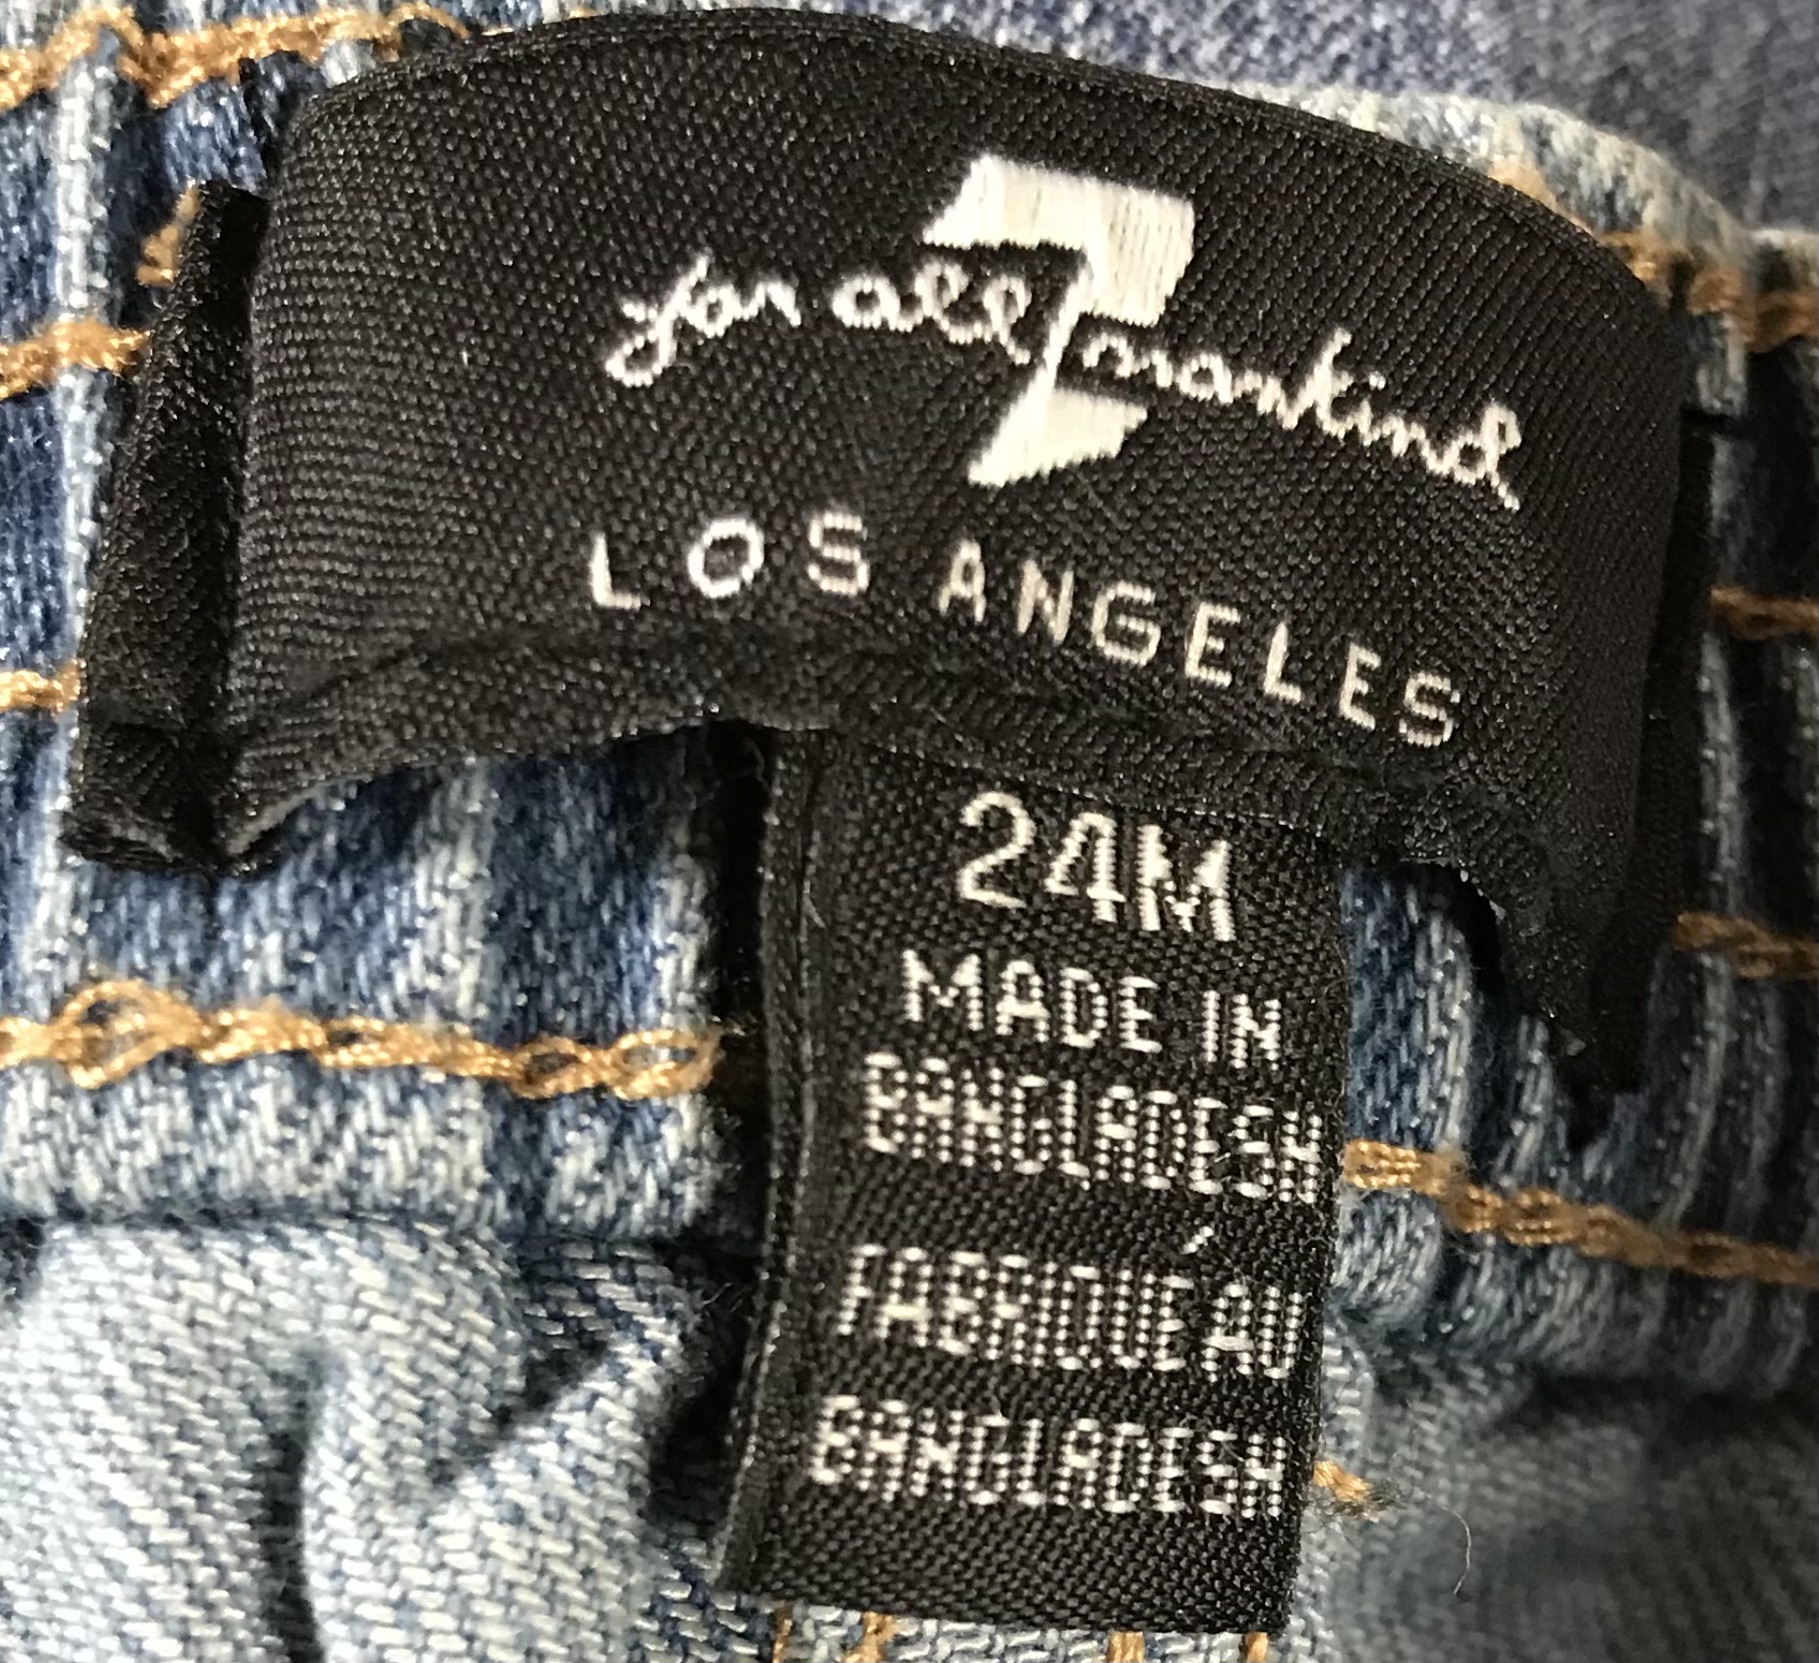 7 for all mankind
LOS ANGELES
24M
MADE IN
BANGLADESH
FABRIQUÉ AU
BANGLADESH